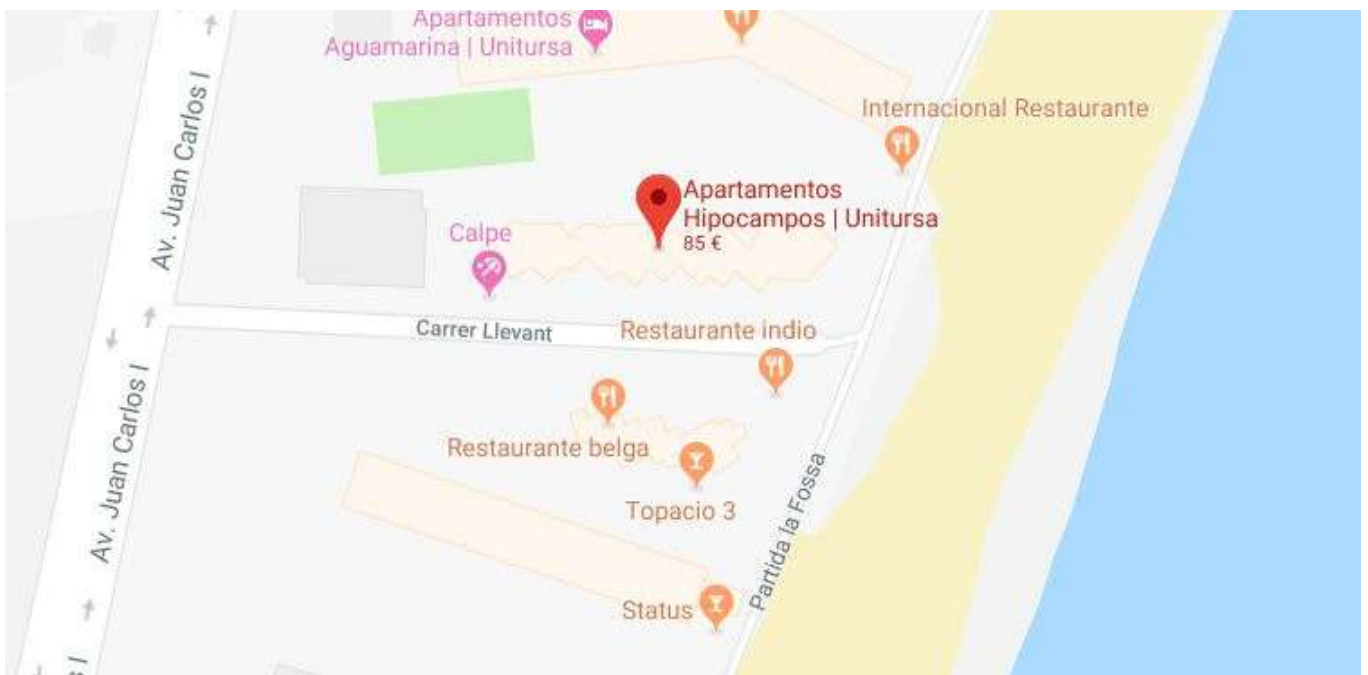 Apartamentos
Aguamarina | Unitursa
Internacional Restaurante
Av. Juan Carlos I
Apartamentos
Hipocampos | Unitursa
85 €
Calpe
Carrer Llevant
Restaurante indio
Av. Juan Carlos I
Restaurante belga
Topacio 3
Partida la Fossa
Status
s I